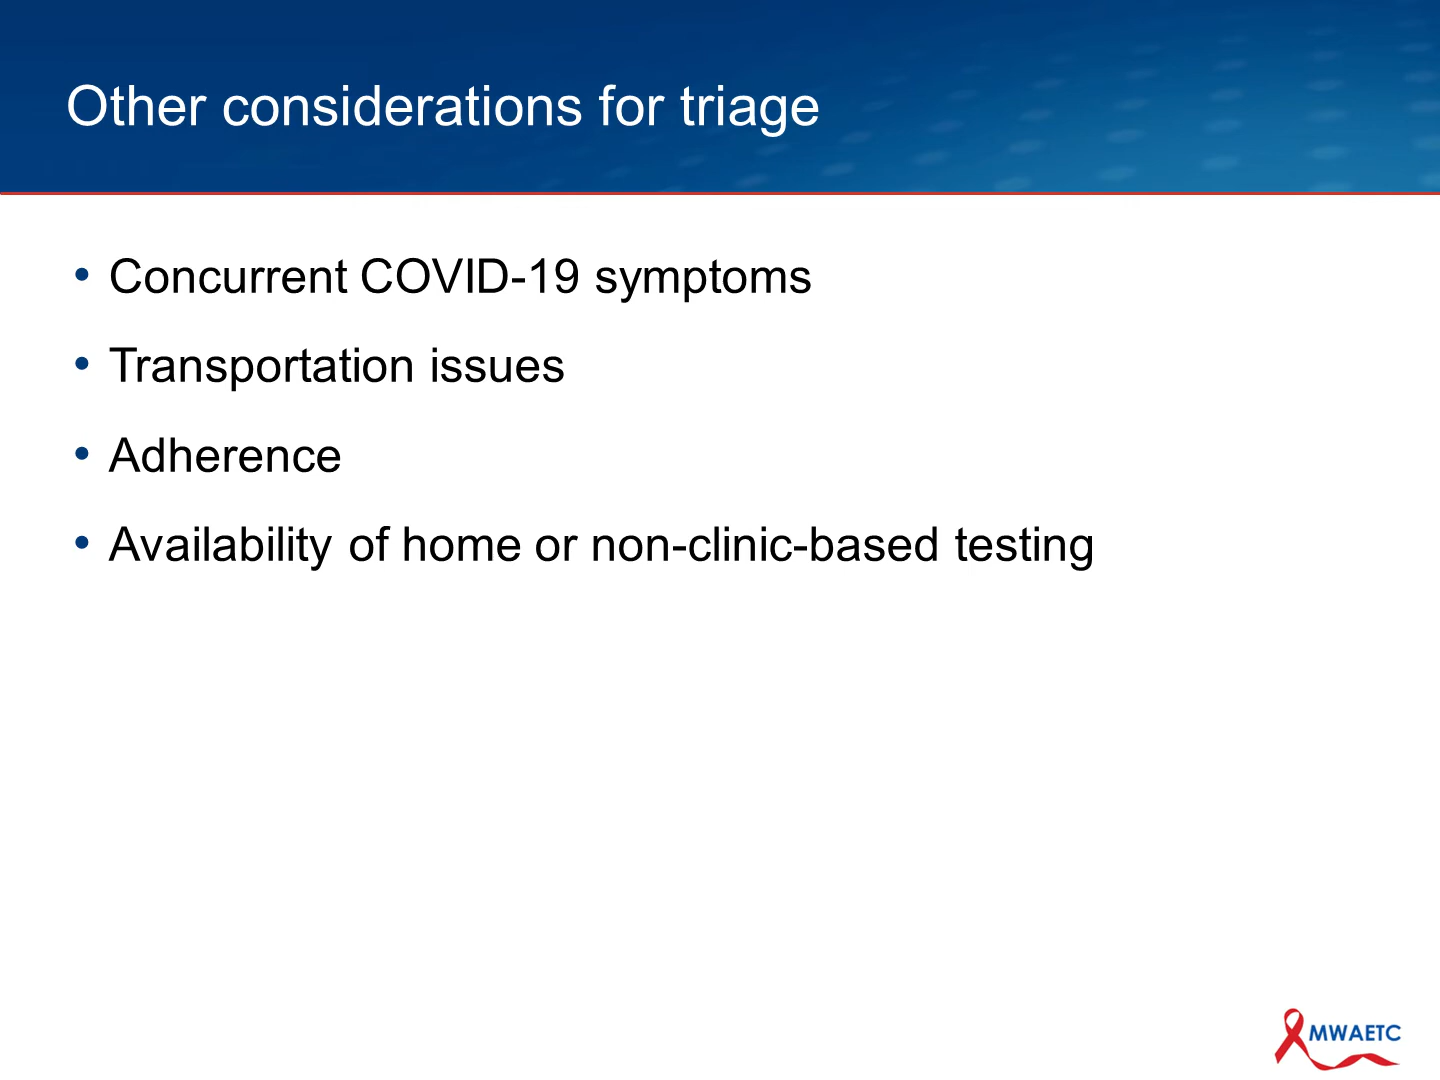 Other considerations for triage
• Concurrent COVID-19 symptoms
• Transportation issues
• Adherence
• Availability of home or non-clinic-based testing
MWAETC